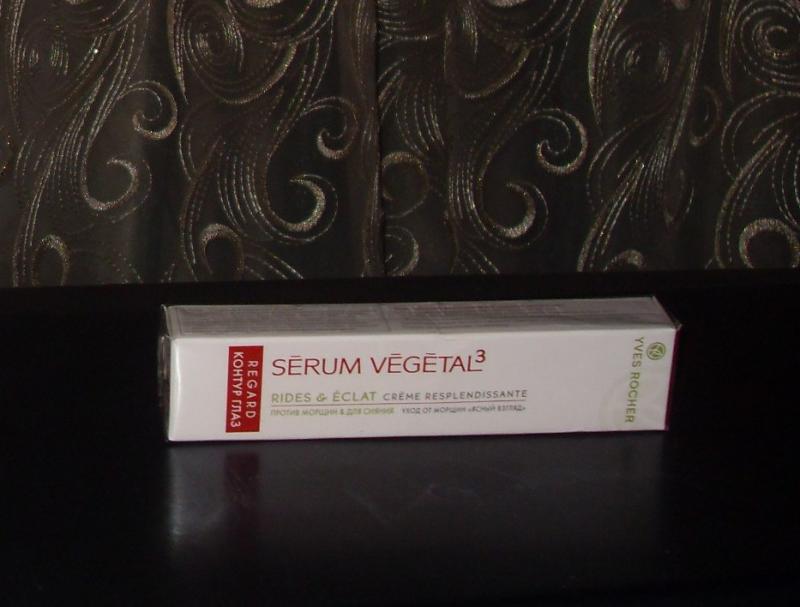 REGARD
КОНТУР ГЛАЗ
SĒRUM VĒGĒTAL3
RIDES & ÉCLAT CRÈME RESPLENDISSANTE
ПРОТИВ МОРЩИН & ДЛЯ СИЯНИЯ УХОД ОТ МОРЩИН «ЯСНЫЙ ВЗГЛЯД»
YVES ROCHER